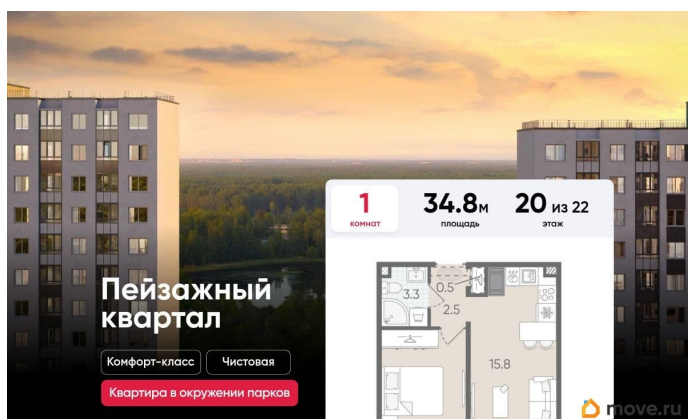 1
комнат
34.8м
площадь
20 из 22
этаж
3.3
0.5
2.5
15.8
Пейзажный
квартал
Комфорт-класс
Чистовая
Квартира в окружении парков
move.ru